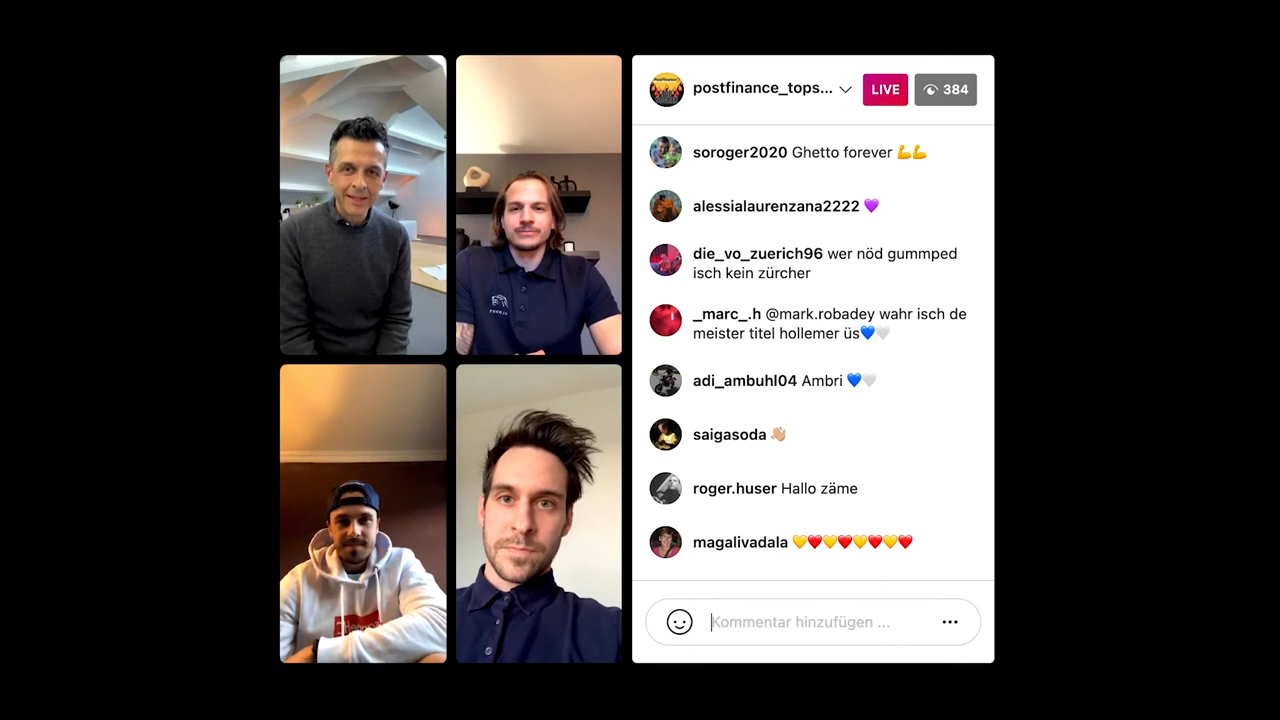 postfinance_tops...
LIVE
384
soroger2020 Ghetto forever 💪💪
alessialaurenzana2222 💜
die_vo_zuerich96 wer nöd gummped
isch kein zürcher
_marc_.h @mark.robadey wahr isch de
meister titel hollemer üs💙🤍
adi_ambuhl04 Ambri 💙🤍
saigasoda 👋🏼
roger.huser Hallo zäme
magalivadala 💛❤️💛❤️💛❤️💛❤️
Kommentar hinzufügen ...